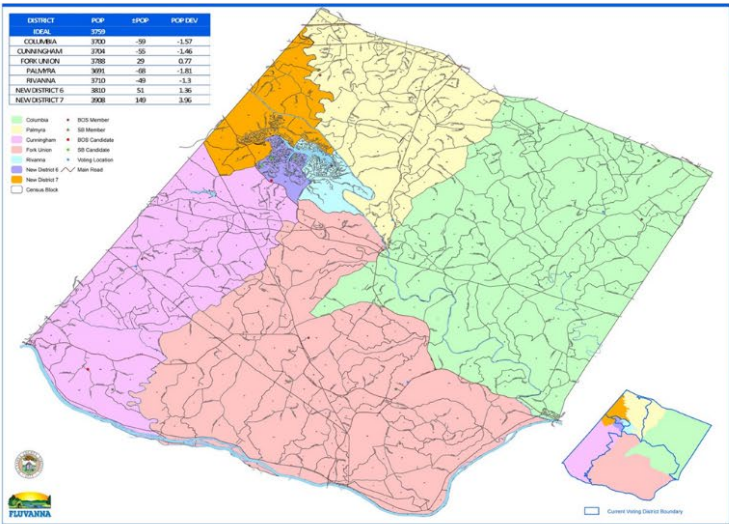 DISTRICT POP ±POP POP DEV
IDEAL 3759
COLUMBIA 3700 -59 -1.57
CUNNINGHAM 3704 -55 -1.46
FORK UNION 3788 29 0.77
PALMYRA 3691 -68 -1.81
RIVANNA 3710 -49 -1.3
NEW DISTRICT 6 3810 51 1.36
NEW DISTRICT 7 3908 149 3.96
Columbia
Palmyra
Cunningham
Fork Union
Rivanna
New District 6
New District 7
Census Block
BOS Member
SB Member
BOS Candidate
SB Candidate
Voting Location
Main Road
FLUVANNA
Current Voting District Boundary